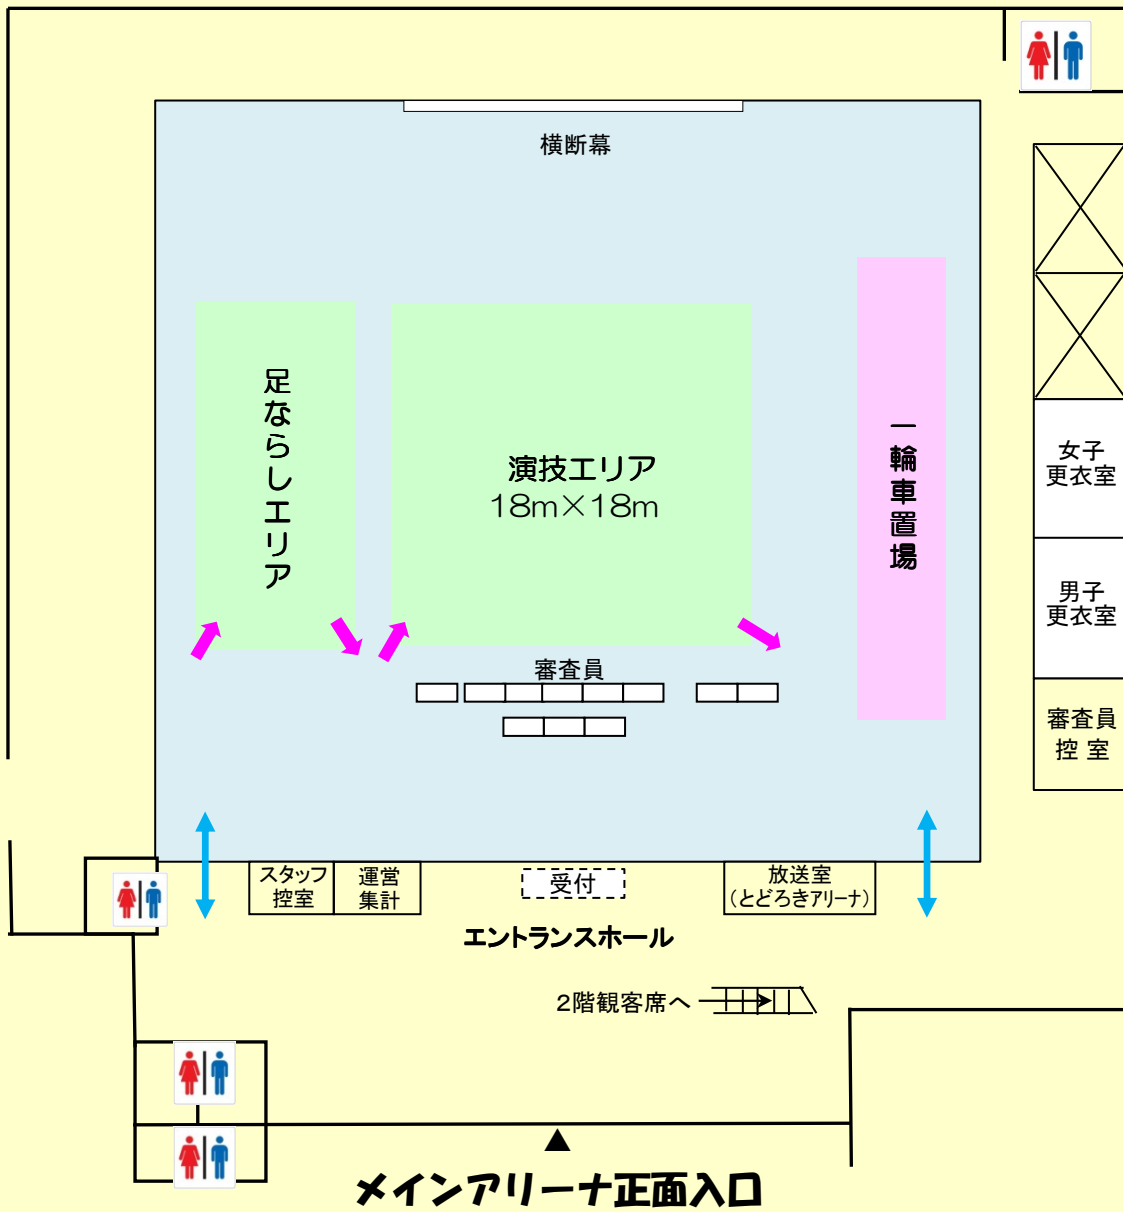 横断幕
足ならしエリア
演技エリア
18m×18m
一輪車置場
女子
更衣室
男子
更衣室
審査員
控 室
審査員
スタッフ
控室
運営
集計
受付
放送室
(とどろきアリーナ)
エントランスホール
2階観客席へ
メインアリーナ正面入口